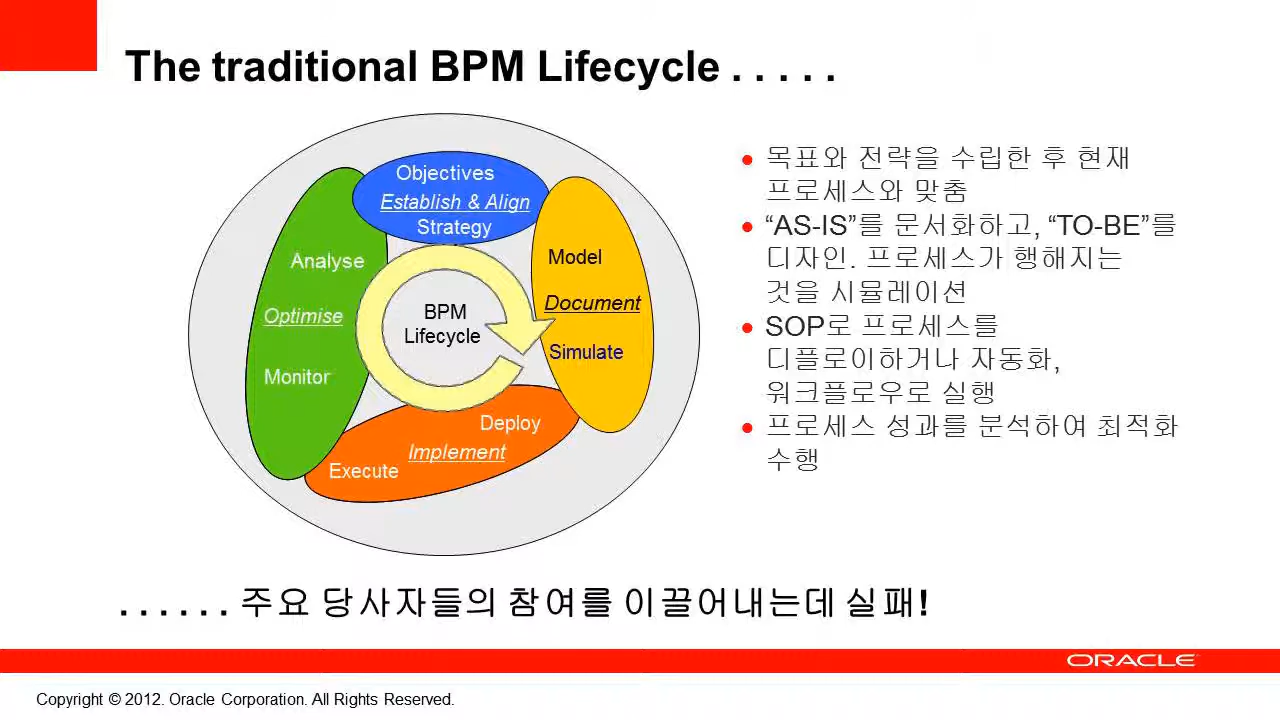 The traditional BPM Lifecycle . . . . .
Objectives
Establish & Align
Strategy
Analyse
Optimise
Monitor
Model
Document
Simulate
BPM
Lifecycle
Deploy
Implement
Execute
• 목표와 전략을 수립한 후 현재
프로세스와 맞춤
• “AS-IS”를 문서화하고, “TO-BE”를
디자인. 프로세스가 행해지는
것을 시뮬레이션
• SOP로 프로세스를
디플로이하거나 자동화,
워크플로우로 실행
• 프로세스 성과를 분석하여 최적화
수행
. . . . . . 주요 당사자들의 참여를 이끌어내는데 실패!
ORACLE
Copyright © 2012. Oracle Corporation. All Rights Reserved.